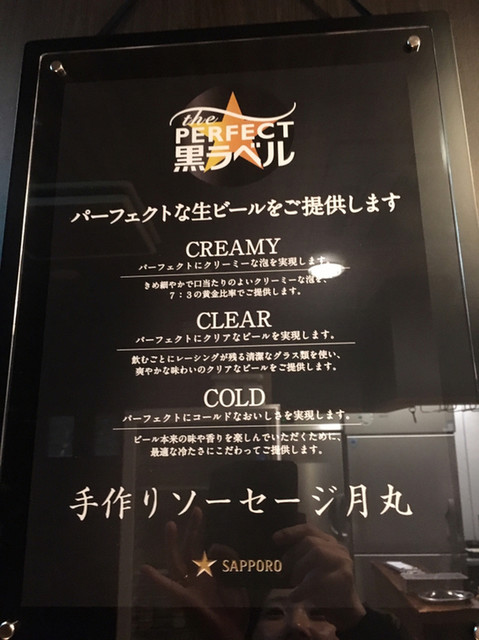 the
PERFECT
黒ラベル
パーフェクトな生ビールをご提供します
CREAMY
パーフェクトにクリーミーな泡を実現します。
きめ細やかで口当たりのよいクリーミーな泡を、
7:3の黄金比率でご提供します。
CLEAR
パーフェクトにクリアなビールを実現します。
飲むごとにレーシングが残る清潔なグラス類を使い、
爽やかな味わいのクリアなビールをご提供します。
COLD
パーフェクトにコールドなおいしさを実現します。
ビール本来の味や香りを楽しんでいただくために、
最適な冷たさにこだわってご提供します。
手作りソーセージ月丸
SAPPORO